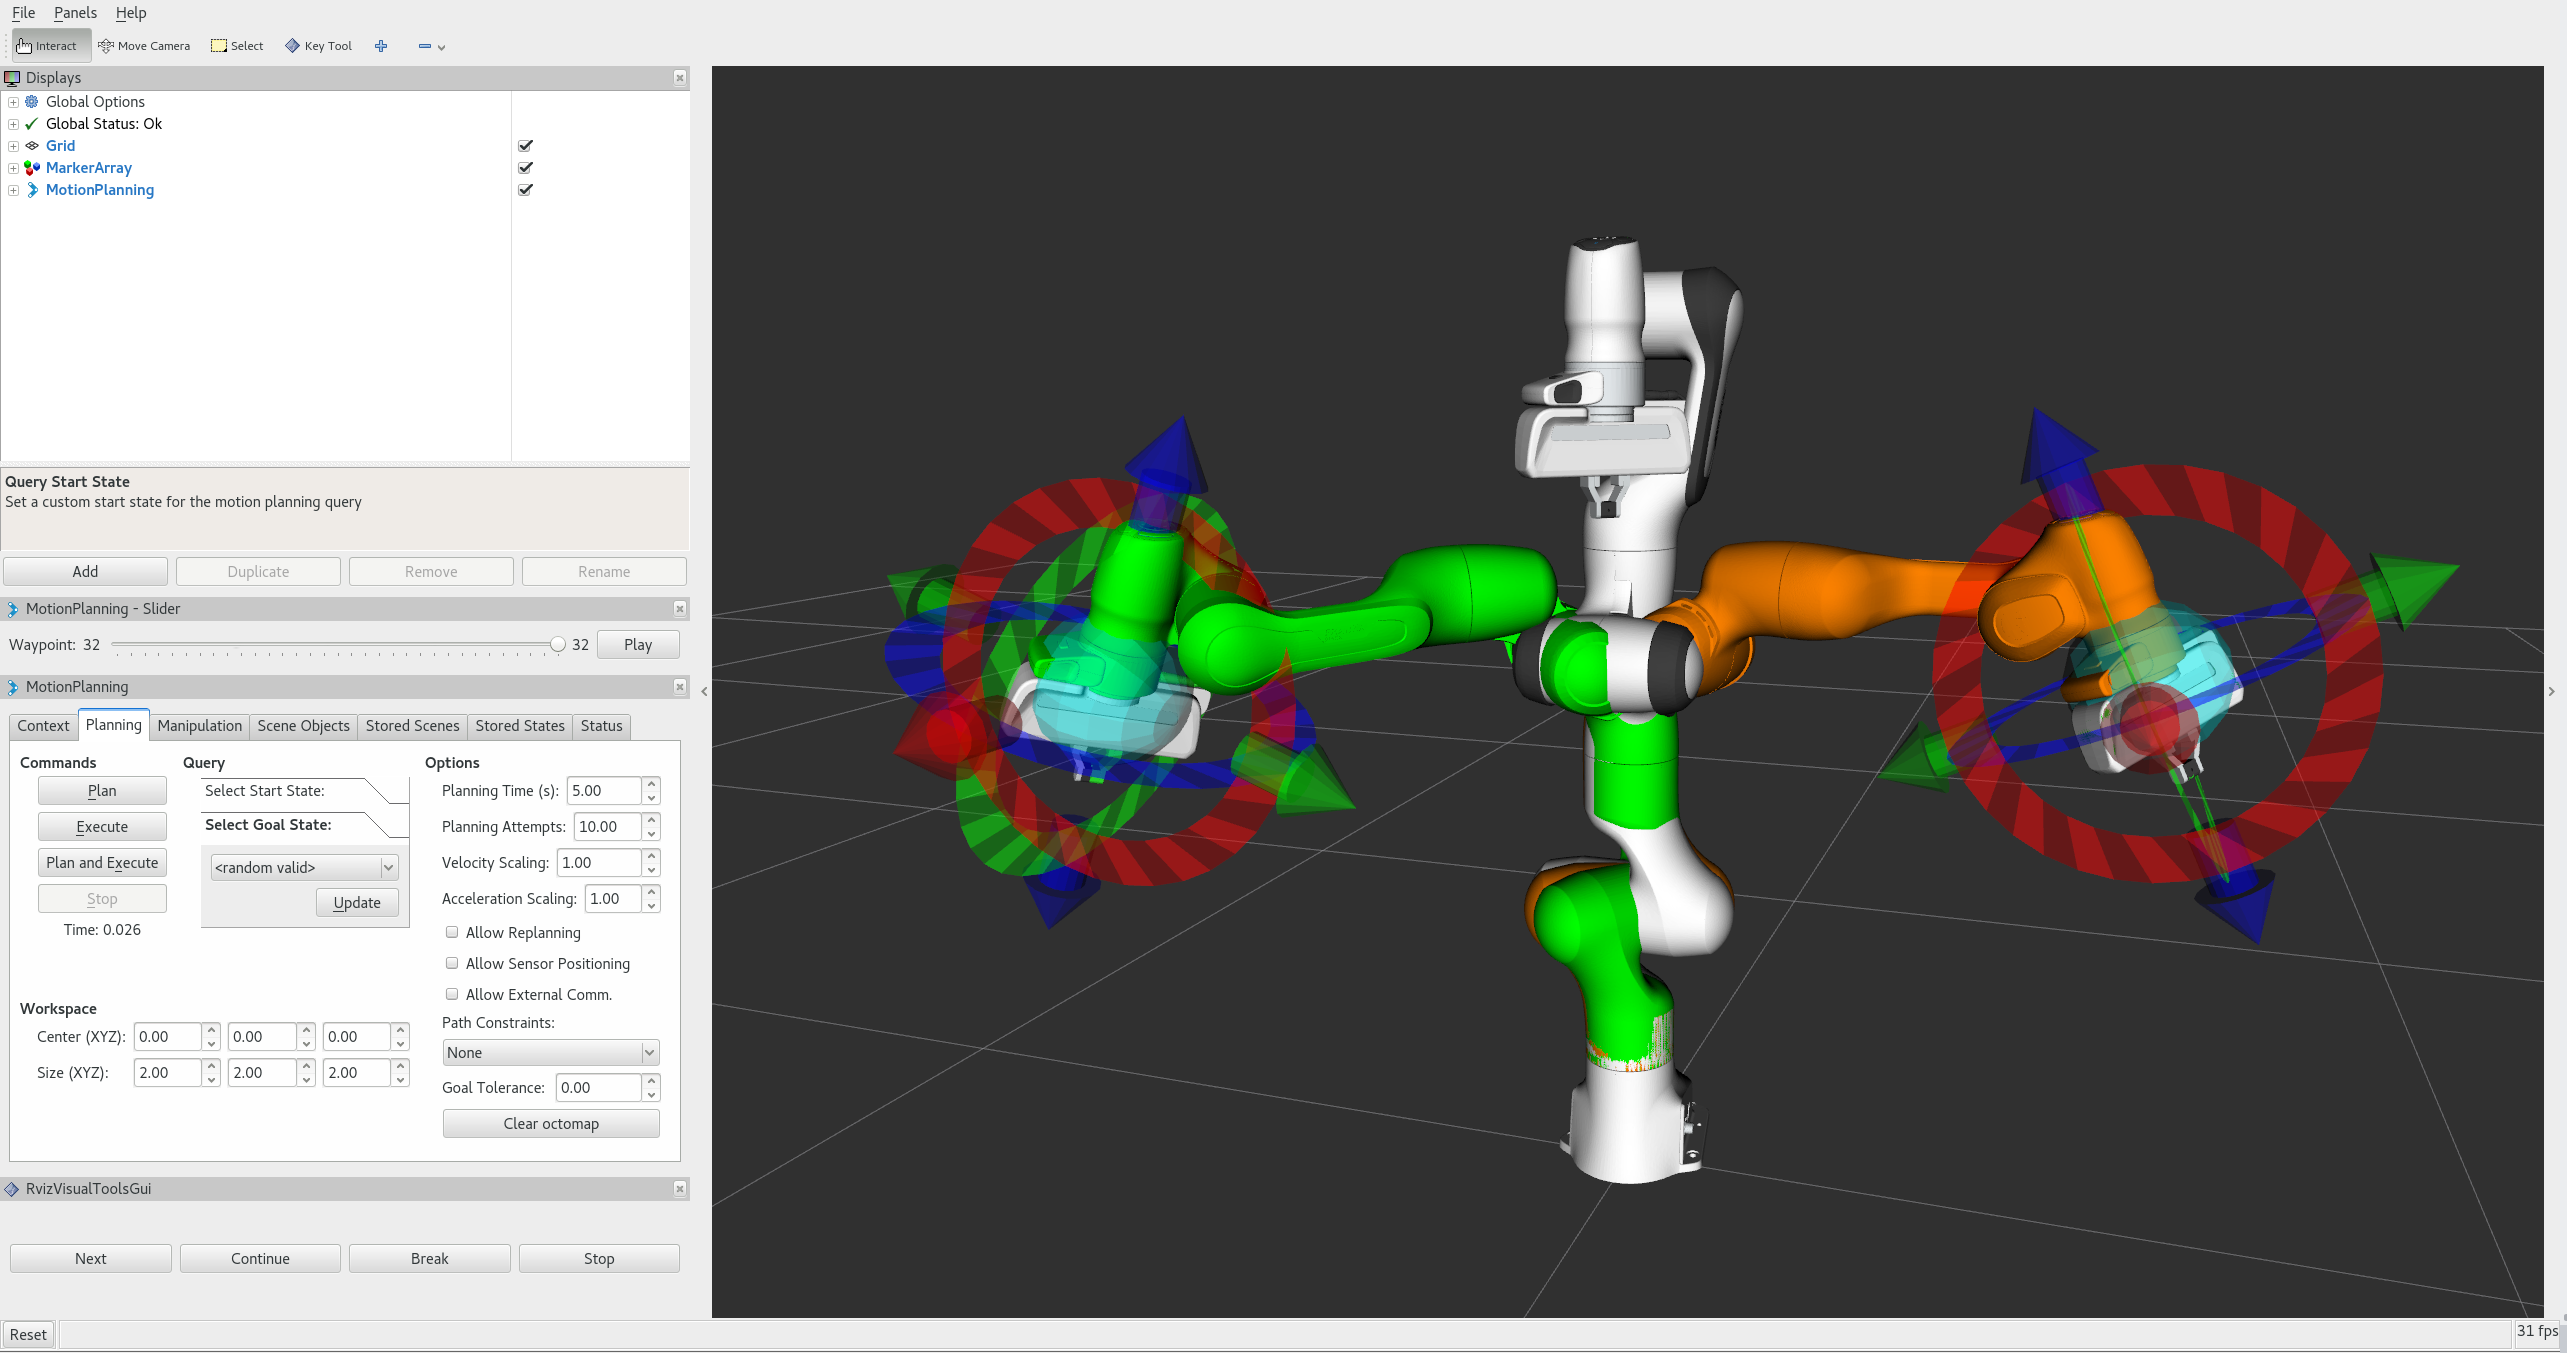 File Panels Help
Interact Move Camera Select Key Tool
Displays
Global Options
Global Status: Ok
Grid
MarkerArray
MotionPlanning
Query Start State
Set a custom start state for the motion planning query
Add Duplicate Remove Rename
MotionPlanning - Slider
Waypoint: 32 32 Play
MotionPlanning
Context Planning Manipulation Scene Objects Stored Scenes Stored States Status
Commands Query Options
Plan Select Start State: Planning Time (s): 5.00
Execute Select Goal State: Planning Attempts: 10.00
Plan and Execute <random valid> Velocity Scaling: 1.00
Stop Update Acceleration Scaling: 1.00
Time: 0.026 Allow Replanning
Allow Sensor Positioning
Allow External Comm.
Workspace Path Constraints:
Center (XYZ): 0.00 0.00 0.00 None
Size (XYZ): 2.00 2.00 2.00 Goal Tolerance: 0.00
Clear octomap
RvizVisualToolsGui
Next Continue Break Stop
Reset 31 fps